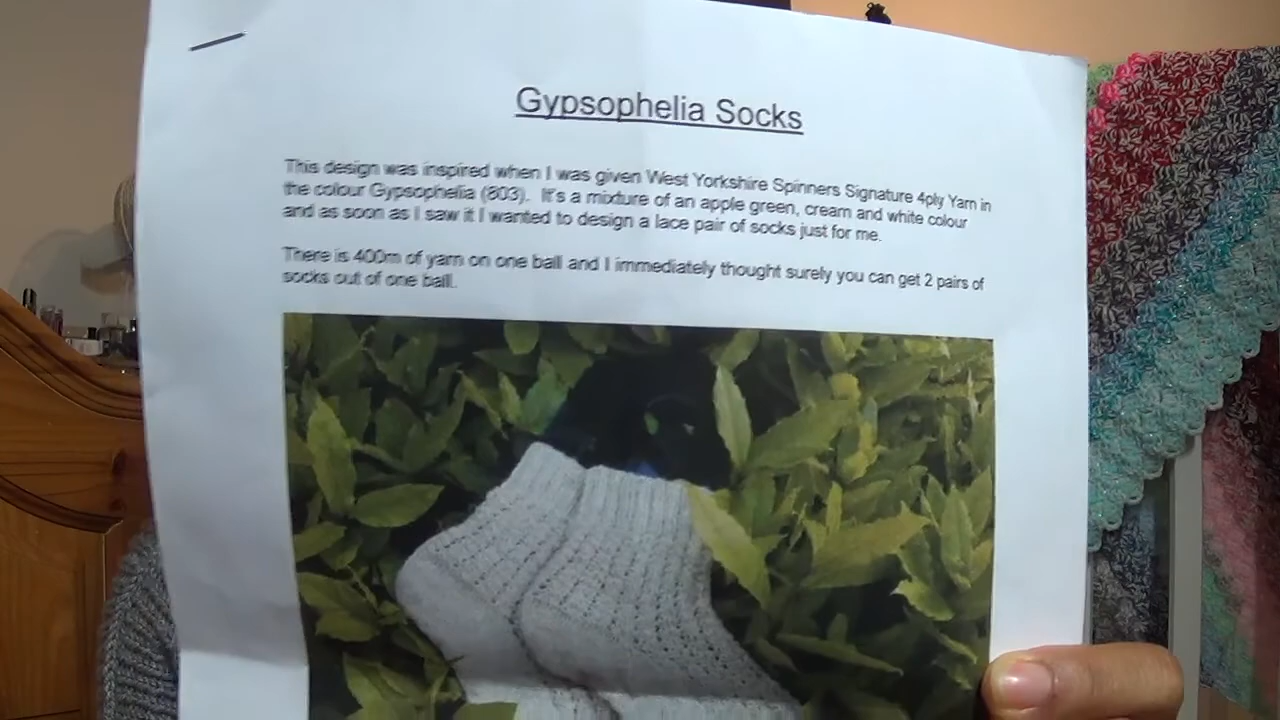 Gypsophelia Socks
This design was inspired when I was given West Yorkshire Spinners Signature 4ply Yarn in
the colour Gypsophelia (803). It's a mixture of an apple green, cream and white colour
and as soon as I saw it I wanted to design a lace pair of socks just for me.
There is 400m of yarn on one ball and I immediately thought surely you can get 2 pairs of
socks out of one ball.